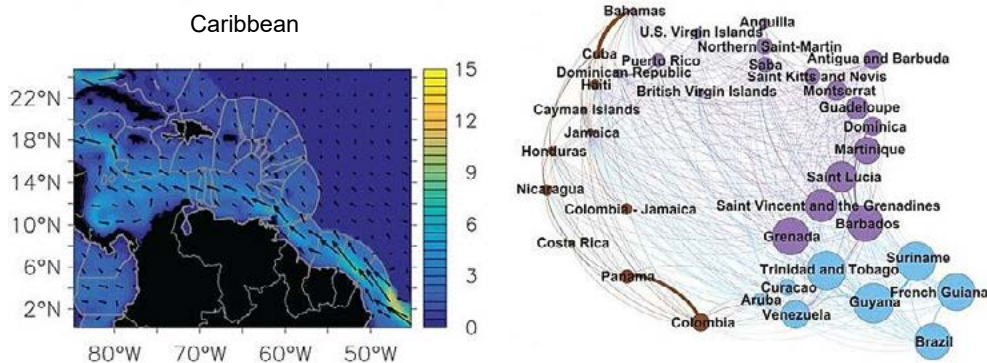 Caribbean
22°N
18°N
14°N
10°N
6°N
2°N
80°W
70°W
60°W
50°W
15
12
9
6
3
0
Bahamas
Anguilla
U.S. Virgin Islands
Cuba
Northern Saint-Martin
Puerto Rico
Saba
Antigua and Barbuda
Dominican Republic
Saint Kitts and Nevis
Haiti
British Virgin Islands
Montserrat
Cayman Islands
Guadeloupe
Jamaica
Dominica
Honduras
Martinique
Nicaragua
Saint Lucia
Colombia - Jamaica
Saint Vincent and the Grenadines
Barbados
Costa Rica
Grenada
Panama
Trinidad and Tobago
Suriname
Curacao
Aruba
Guyana
French Guiana
Venezuela
Colombia
Brazil